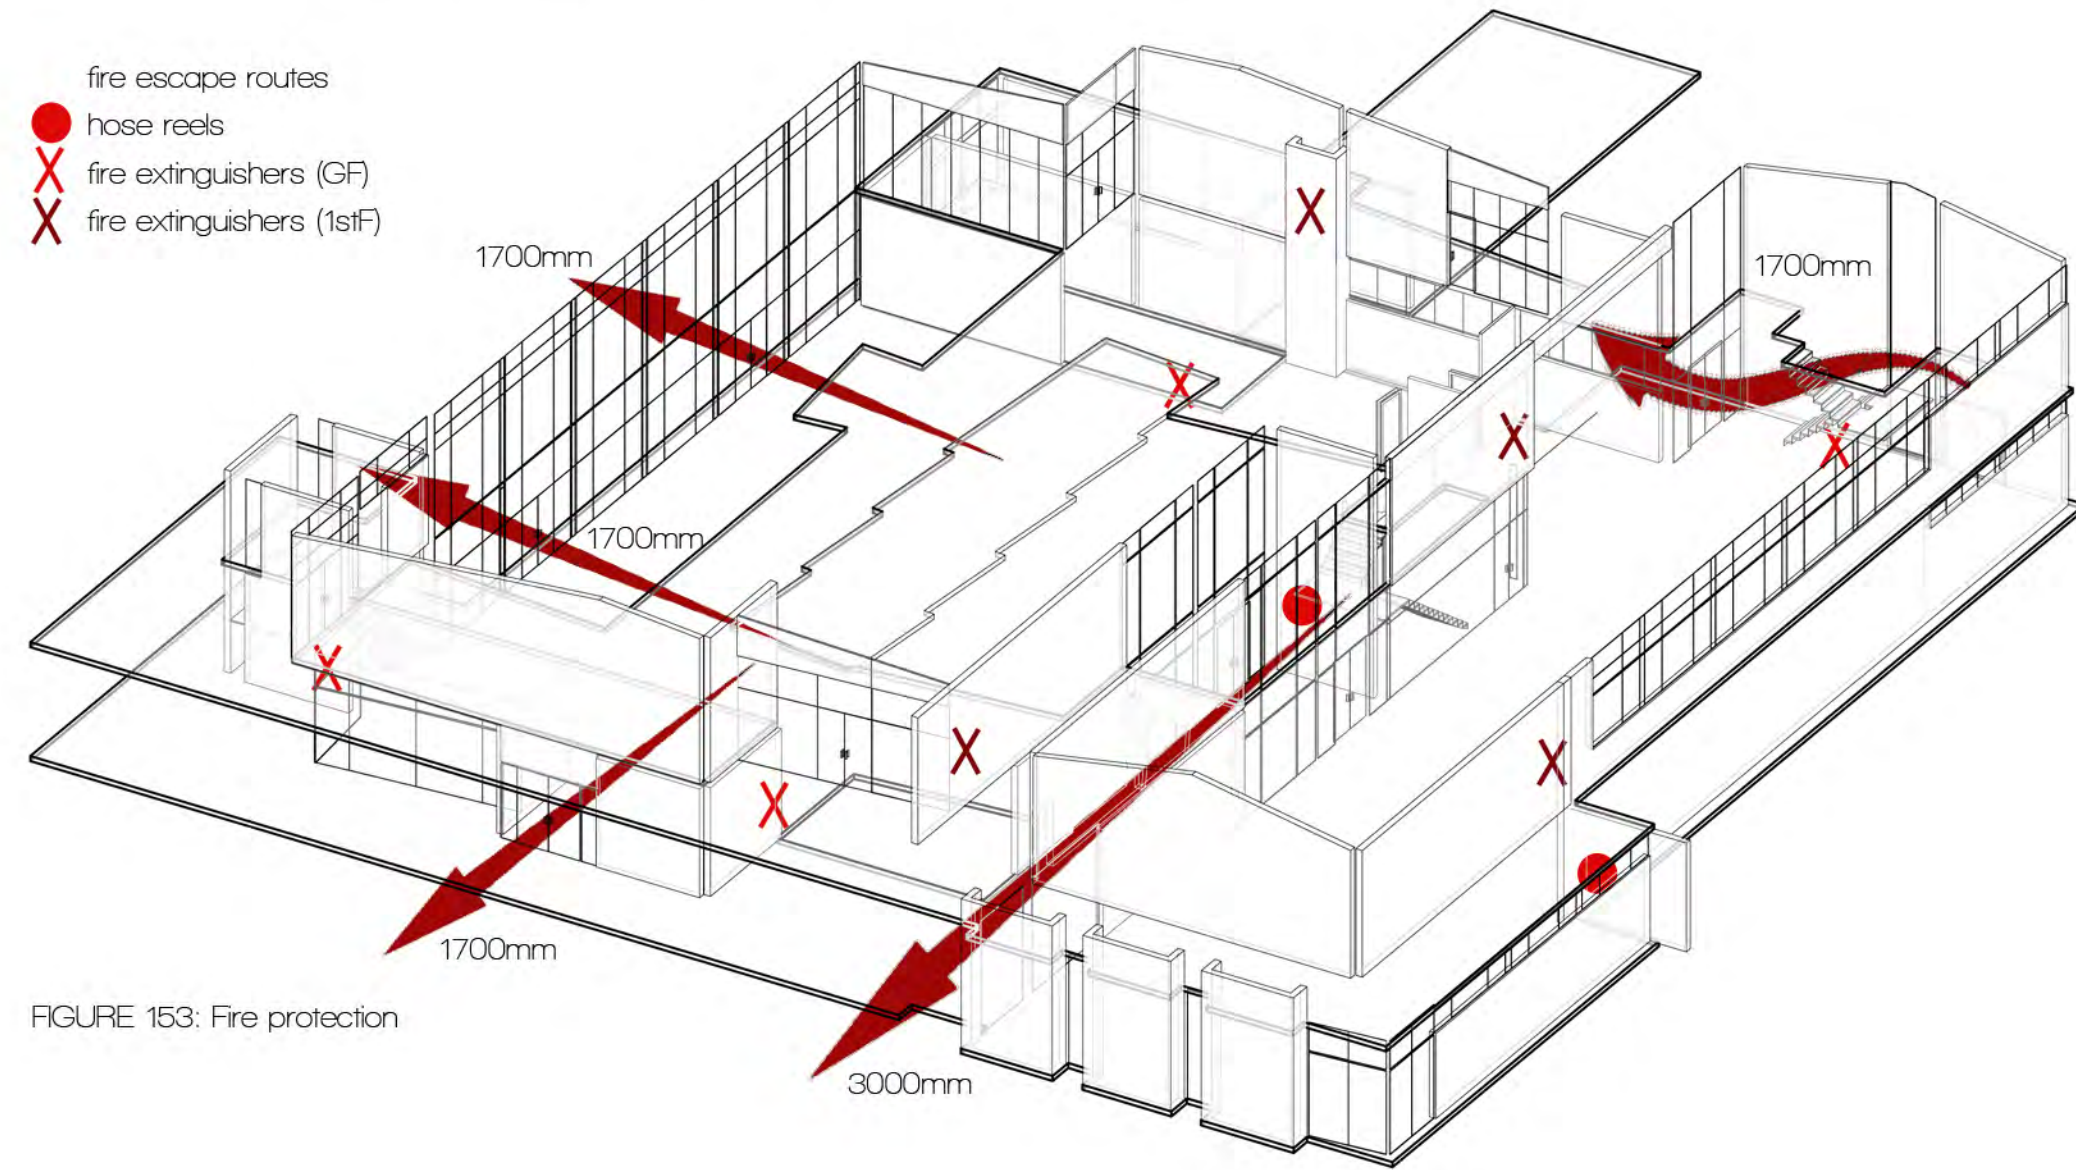 fire escape routes
hose reels
fire extinguishers (GF)
fire extinguishers (1stF)
1700mm
1700mm
1700mm
1700mm
3000mm
FIGURE 153: Fire protection